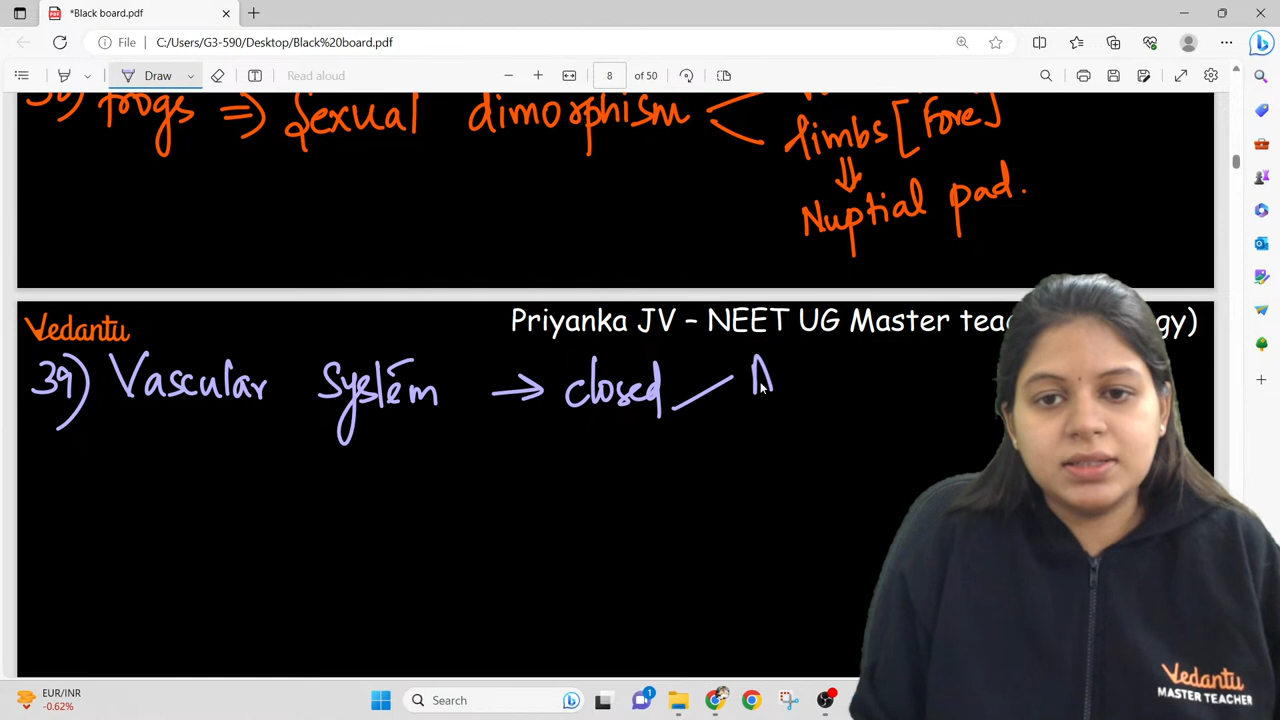 *Black board.pdf
File C:/Users/G3-590/Desktop/Black%20board.pdf
Draw Read aloud 8 of 50
frogs => Sexual dimorphism
limbs [Fore]
Nuptial pad.
Vedantu
Priyanka JV – NEET UG Master
39) Vascular System → closed
Vedantu
MASTER TEACHER
EUR/INR
-0.62%
Search
1